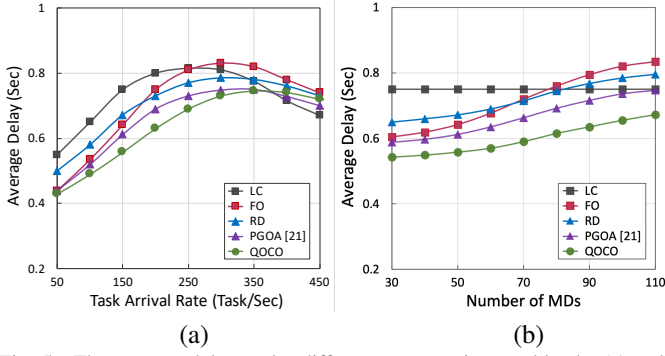 1
0.8
0.6
0.4
0.2
Average Delay (Sec)
50 150 250 350 450
Task Arrival Rate (Task/Sec)
LC
FO
RD
PGOA [21]
QOCO
(a)
1
0.8
0.6
0.4
0.2
Average Delay (Sec)
30 50 70 90 110
Number of MDs
LC
FO
RD
PGOA [21]
QOCO
(b)